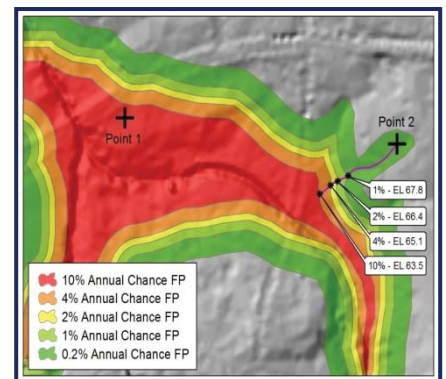 Point 1
Point 2
1% - EL 67.8
2% - EL 66.4
4% - EL 65.1
10% - EL 63.5
10% Annual Chance FP
4% Annual Chance FP
2% Annual Chance FP
1% Annual Chance FP
0.2% Annual Chance FP